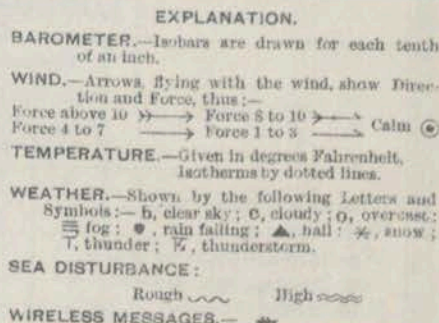 EXPLANATION.
BAROMETER.—Isobars are drawn for each tenth
of an inch.
WIND.—Arrows, flying with the wind, show Direc-
tion and Force, thus:—
Force above 10 Force 8 to 10 Calm
Force 4 to 7 Force 1 to 3
TEMPERATURE.—Given in degrees Fahrenheit,
Isotherms by dotted lines.
WEATHER.—Shown by the following Letters and
Symbols:— b, clear sky; c, cloudy; o, overcast;
fog; ●, rain falling; ▲, hail; snow;
T, thunder; thunderstorm.
SEA DISTURBANCE:
Rough High
WIRELESS MESSAGES.—